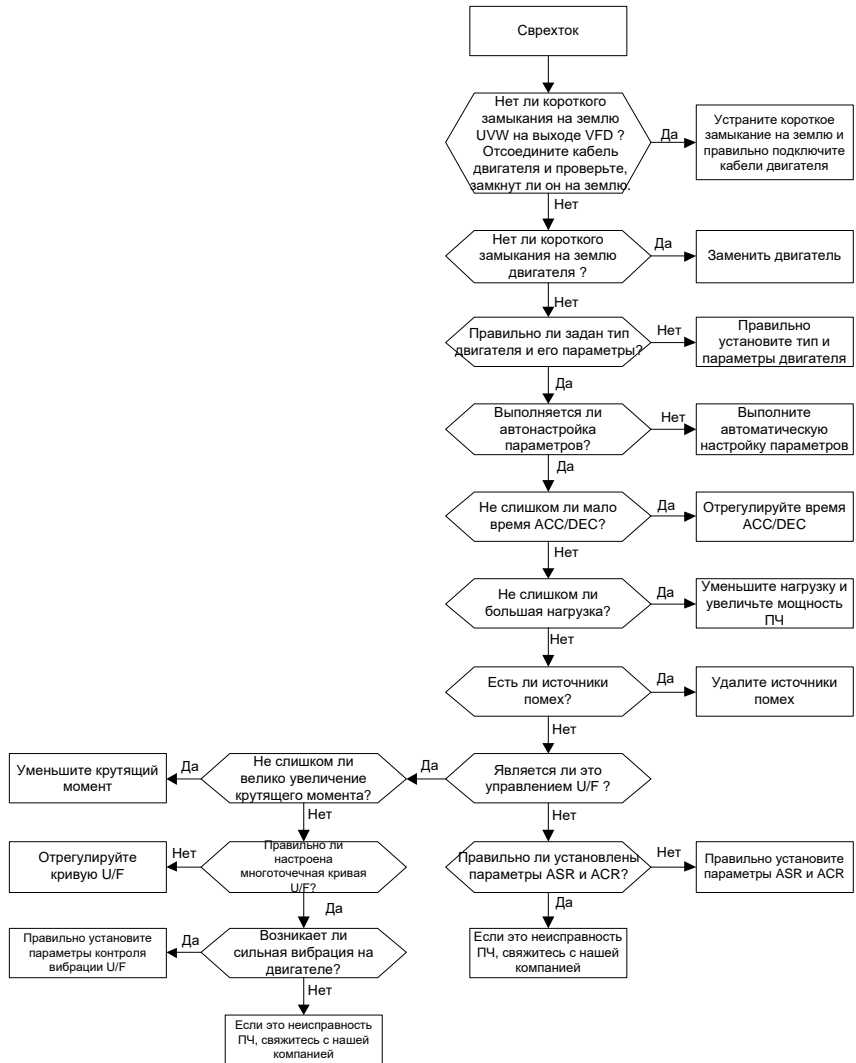 Сврехток
Нет ли короткого
замыкания на землю
UVW на выходе VFD ?
Отсоедините кабель
двигателя и проверьте,
замкнут ли он на землю.
Да
Устраните короткое
замыкание на землю и
правильно подключите
кабели двигателя
Нет
Нет ли короткого
замыкания на землю
двигателя ?
Да
Заменить двигатель
Нет
Правильно ли задан тип
двигателя и его параметры?
Нет
Правильно
установите тип и
параметры двигателя
Да
Выполняется ли
автонастройка
параметров?
Нет
Выполните
автоматическую
настройку параметров
Да
Не слишком ли мало
время ACC/DEC?
Да
Отрегулируйте время
ACC/DEC
Нет
Не слишком ли
большая нагрузка?
Да
Уменьшите нагрузку и
увеличьте мощность
ПЧ
Нет
Есть ли источники
помех?
Да
Удалите источники
помех
Нет
Является ли это
управлением U/F ?
Да
Не слишком ли
велико увеличение
крутящего момента?
Да
Уменьшите крутящий
момент
Нет
Нет
Правильно ли
настроена
многоточечная кривая
U/F?
Нет
Отрегулируйте
кривую U/F
Правильно ли установлены
параметры ASR и ACR?
Нет
Правильно установите
параметры ASR и ACR
Да
Да
Возникает ли
сильная вибрация на
двигателе?
Да
Правильно установите
параметры контроля
вибрации U/F
Если это неисправность
ПЧ, свяжитесь с нашей
компанией
Нет
Если это неисправность
ПЧ, свяжитесь с нашей
компанией